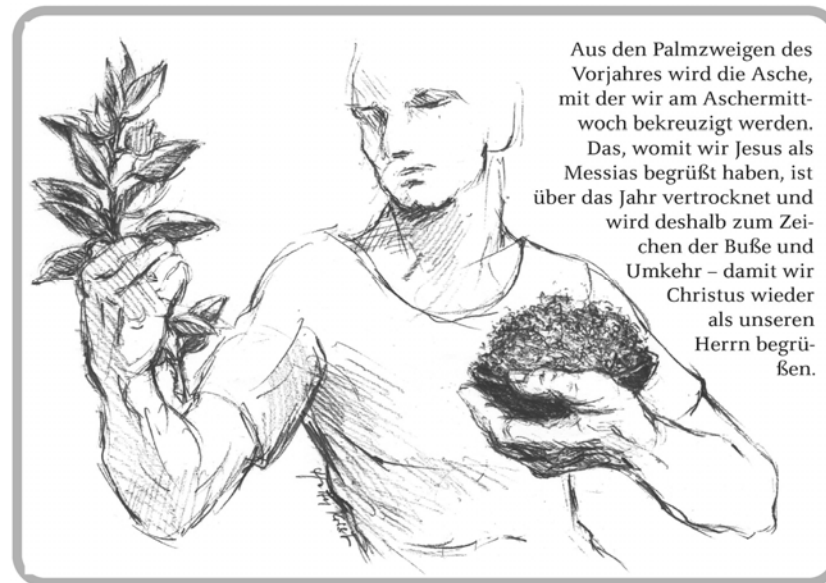 Aus den Palmzweigen des
Vorjahres wird die Asche,
mit der wir am Aschermitt-
woch bekreuzigt werden.
Das, womit wir Jesus als
Messias begrüßt haben, ist
über das Jahr vertrocknet und
wird deshalb zum Zei-
chen der Buße und
Umkehr – damit wir
Christus wieder
als unseren
Herrn begrü-
ßen.